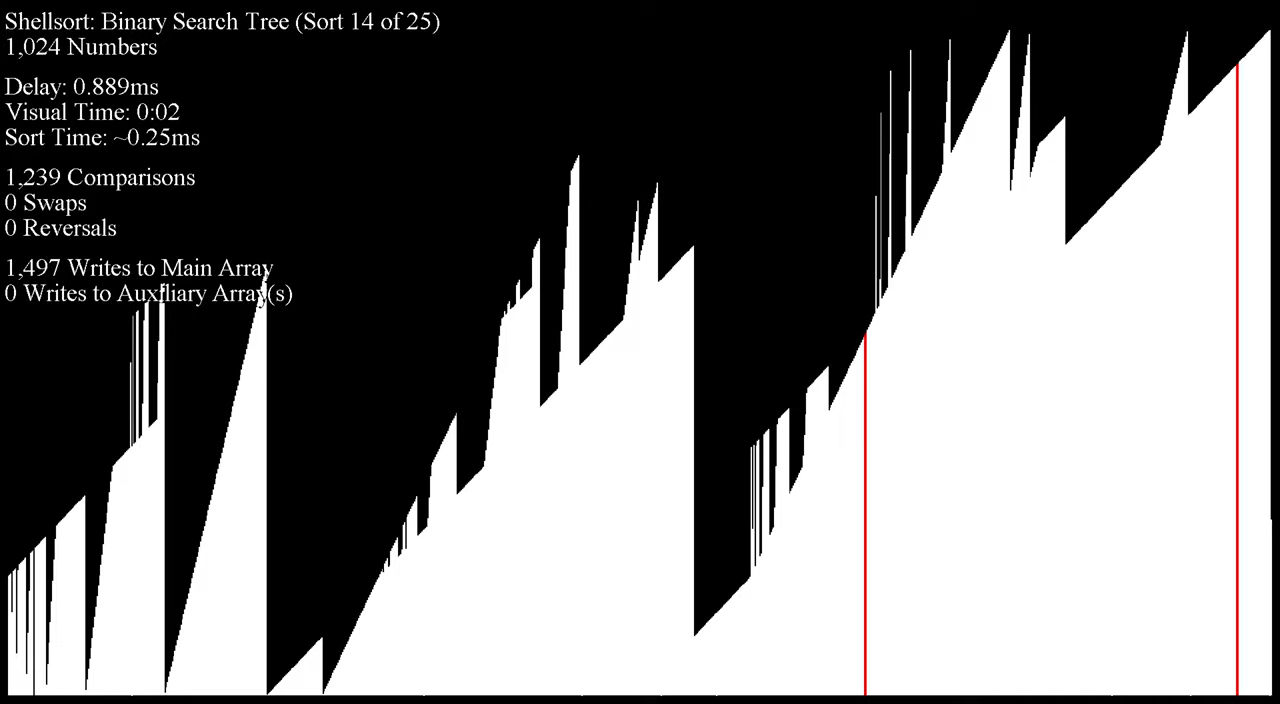 Shellsort: Binary Search Tree (Sort 14 of 25)
1,024 Numbers
Delay: 0.889ms
Visual Time: 0:02
Sort Time: ~0.25ms
1,239 Comparisons
0 Swaps
0 Reversals
1,497 Writes to Main Array
0 Writes to Auxiliary Array(s)